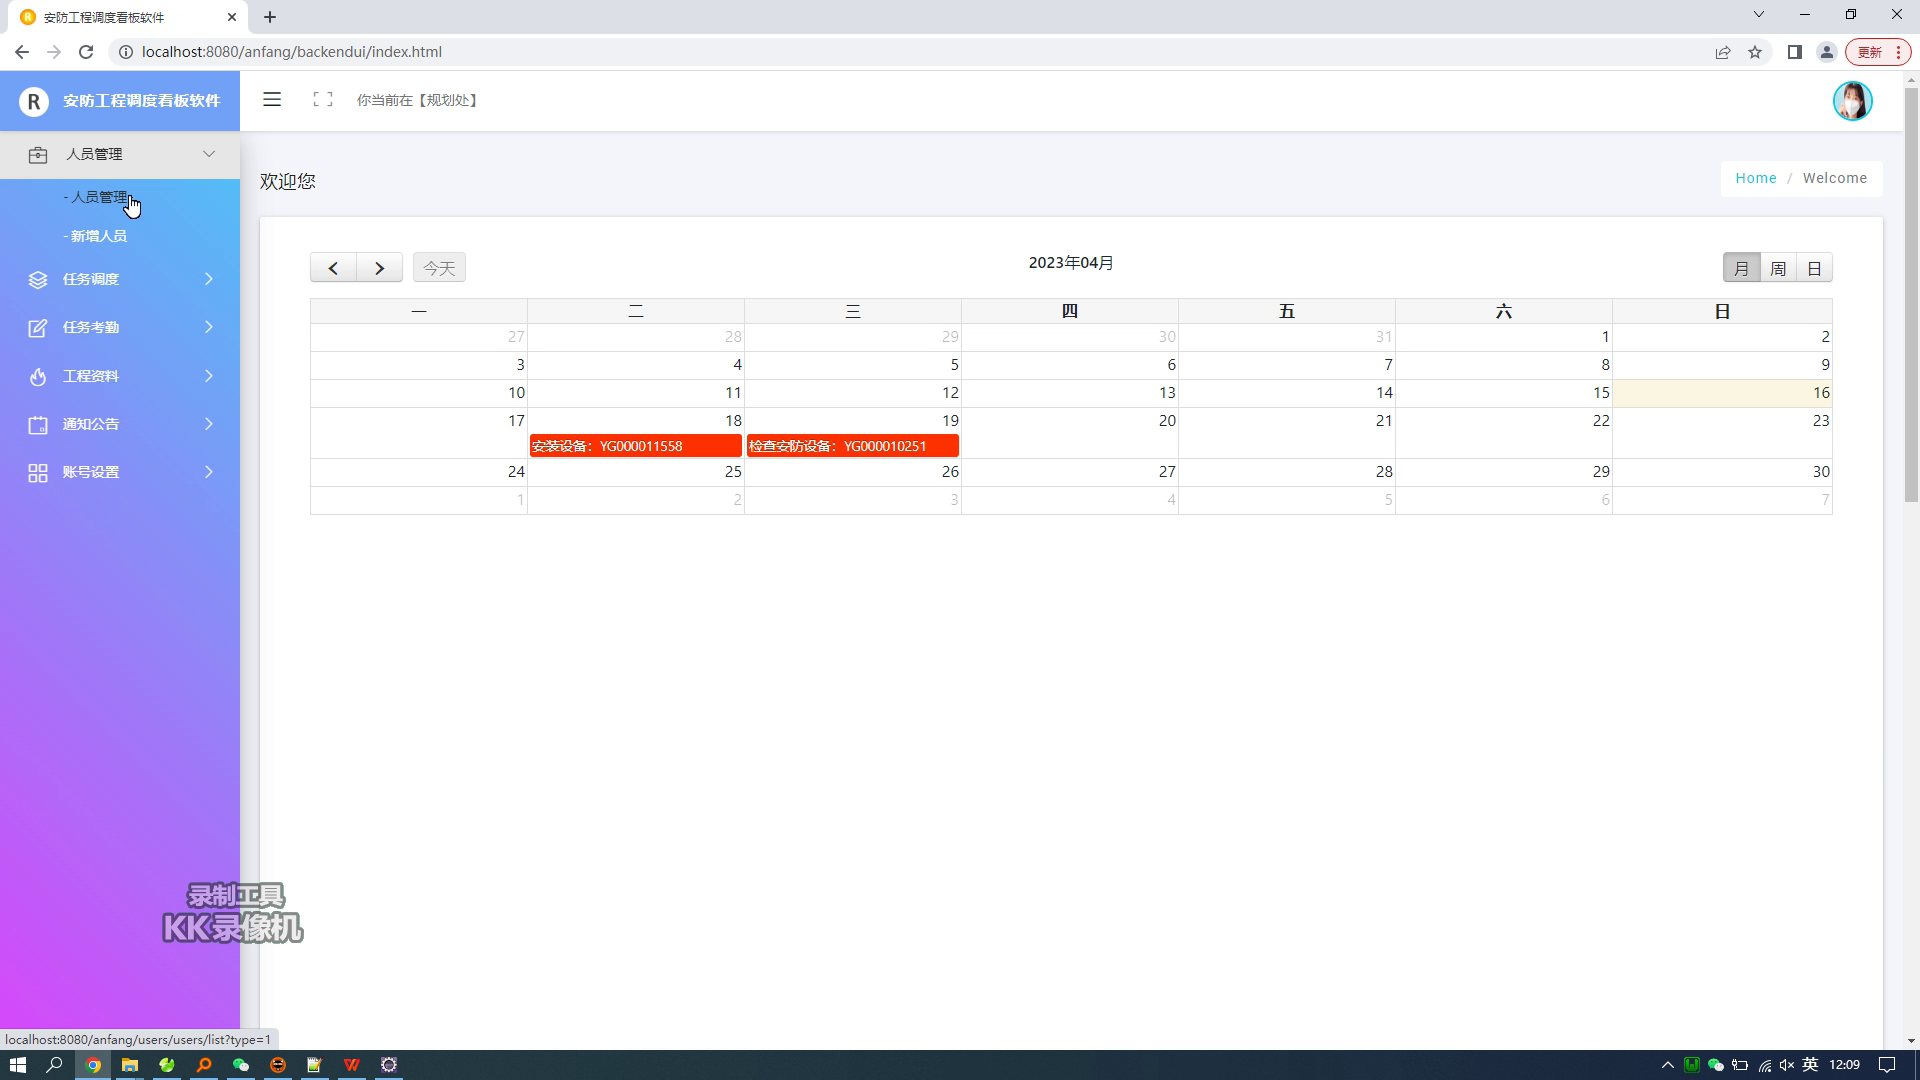 安防工程调度看板软件
localhost:8080/anfang/backendui/index.html
更新
R 安防工程调度看板软件
你当前在【规划处】
人员管理
- 人员管理
- 新增人员
任务调度
任务考勤
工程资料
通知公告
账号设置
欢迎您
Home / Welcome
今天
2023年04月
月 周 日
一 二 三 四 五 六 日
27 28 29 30 31 1 2
3 4 5 6 7 8 9
10 11 12 13 14 15 16
17 18 19 20 21 22 23
安装设备：YG000011558 检查安防设备：YG000010251
24 25 26 27 28 29 30
1 2 3 4 5 6 7
录制工具
KK录像机
localhost:8080/anfang/users/users/list?type=1
英 12:09